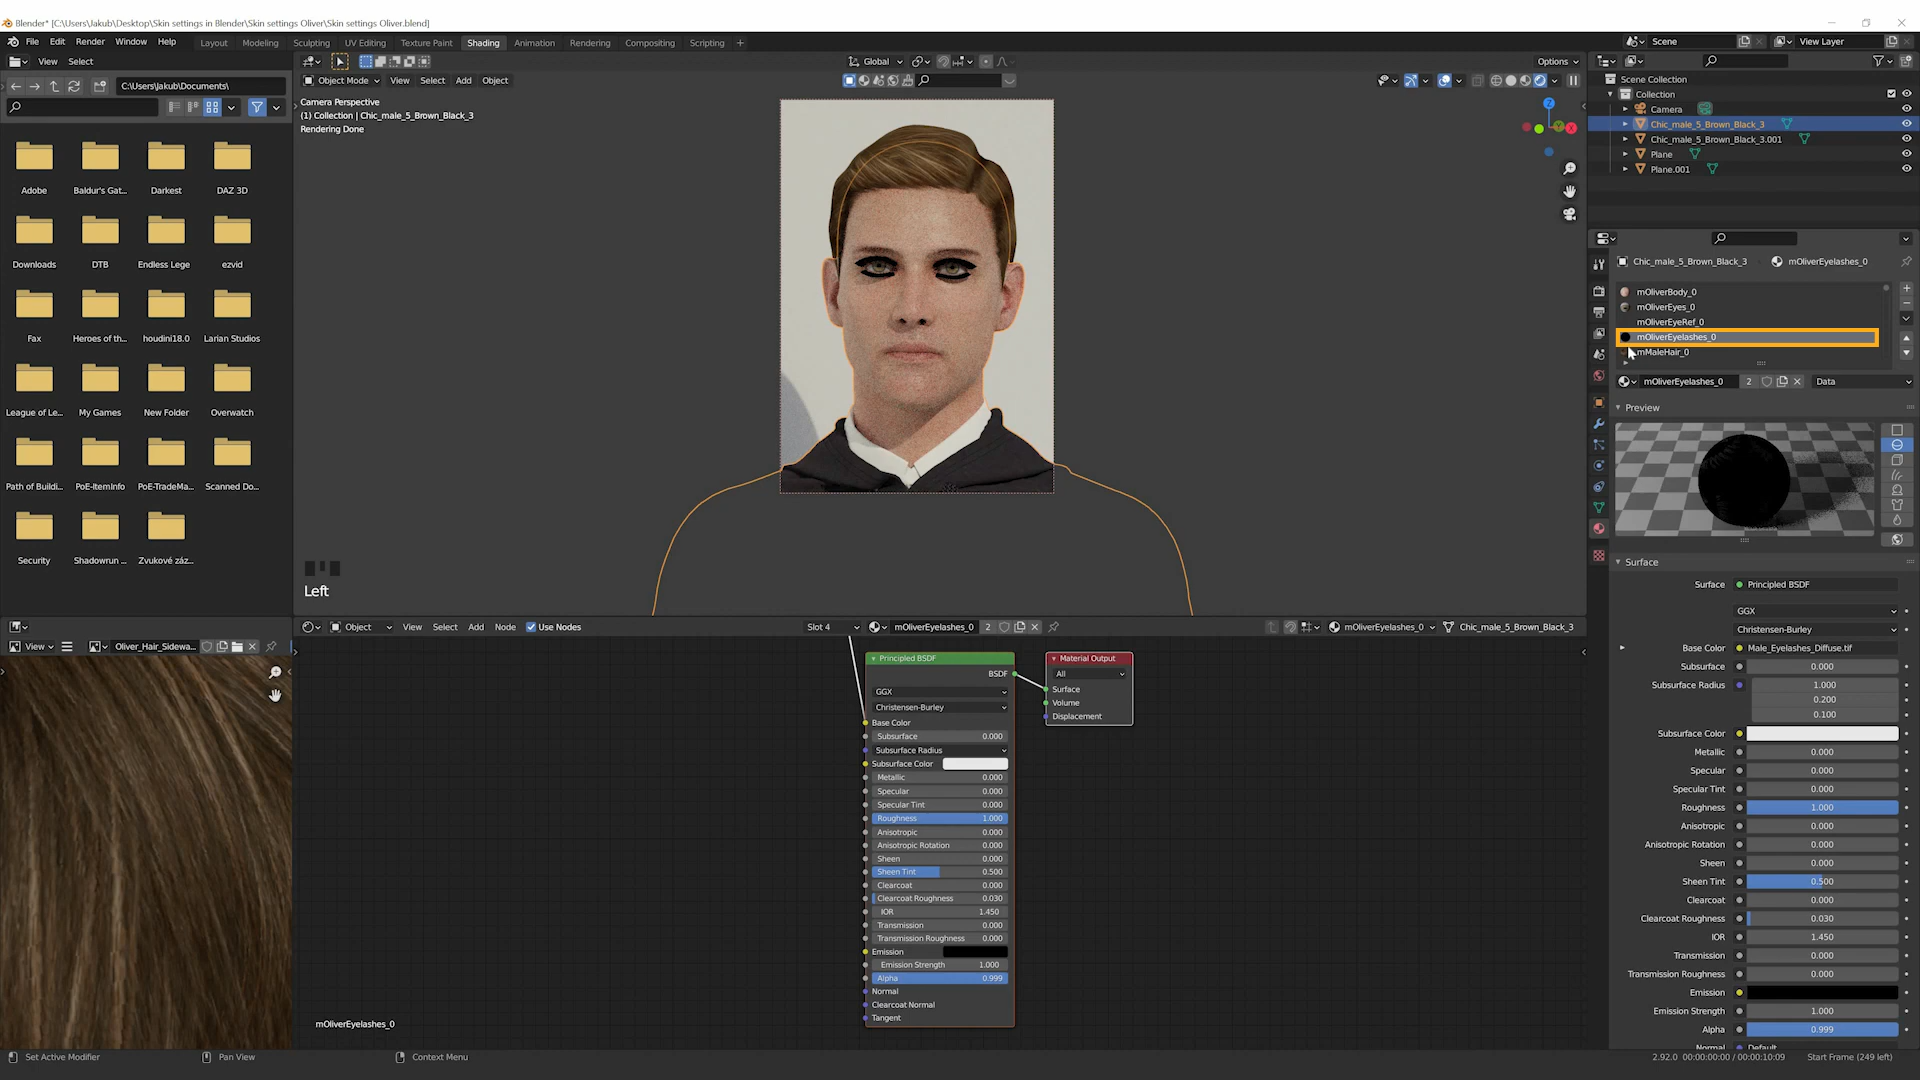 Blender* [C:\Users\Jakub\Desktop\Skin settings in Blender\Skin settings Oliver\Skin settings Oliver.blend]
File Edit Render Window Help Layout Modeling Sculpting UV Editing Texture Paint Shading Animation Rendering Compositing Scripting + Scene View Layer
View Select
Global Options
C:\Users\Jakub\Documents\
Object Mode View Select Add Object
Camera Perspective
(1) Collection | Chic_male_5_Brown_Black_3
Rendering Done
Scene Collection
Collection
Camera
Chic_male_5_Brown_Black_3
Chic_male_5_Brown_Black_3.001
Plane
Plane.001
Adobe Baldur's Gat... Darkest DAZ 3D
Downloads DTB Endless Lege ezvid
Fax Heroes of th... houdini18.0 Larian Studios
League of Le... My Games New Folder Overwatch
Path of Buildi... PoE-ItemInfo PoE-TradeMa... Scanned Do...
Security Shadowrun ... Zvukové záz...
Z
X
Left
Chic_male_5_Brown_Black_3 mOliverEyelashes_0
mOliverBody_0
mOliverEyes_0
mOliverEyeRef_0
mOliverEyelashes_0
mMaleHair_0
mOliverEyelashes_0 2 Data
Preview
Surface
Surface Principled BSDF
GGX
Christensen-Burley
Base Color Male_Eyelashes_Diffuse.tif
Subsurface 0.000
Subsurface Radius 1.000
0.200
0.100
Subsurface Color
Metallic 0.000
Specular 0.000
Specular Tint 0.000
Roughness 1.000
Anisotropic 0.000
Anisotropic Rotation 0.000
Sheen 0.000
Sheen Tint 0.500
Clearcoat 0.000
Clearcoat Roughness 0.030
IOR 1.450
Transmission 0.000
Transmission Roughness 0.000
Emission
Emission Strength 1.000
Alpha 0.999
Normal Default
View Oliver_Hair_Sidewa...
Object View Select Add Node Use Nodes Slot 4 mOliverEyelashes_0 2 mOliverEyelashes_0 Chic_male_5_Brown_Black_3
Principled BSDF
BSDF
GGX
Christensen-Burley
Base Color
Subsurface 0.000
Subsurface Radius
Subsurface Color
Metallic 0.000
Specular 0.000
Specular Tint 0.000
Roughness 1.000
Anisotropic 0.000
Anisotropic Rotation 0.000
Sheen 0.000
Sheen Tint 0.500
Clearcoat 0.000
Clearcoat Roughness 0.030
IOR 1.450
Transmission 0.000
Transmission Roughness 0.000
Emission
Emission Strength 1.000
Alpha 0.999
Normal
Clearcoat Normal
Tangent
Material Output
All
Surface
Volume
Displacement
mOliverEyelashes_0
Set Active Modifier Pan View Context Menu 2.92.0 00:00:00:00 / 00:00:10:09 Start Frame (249 left)